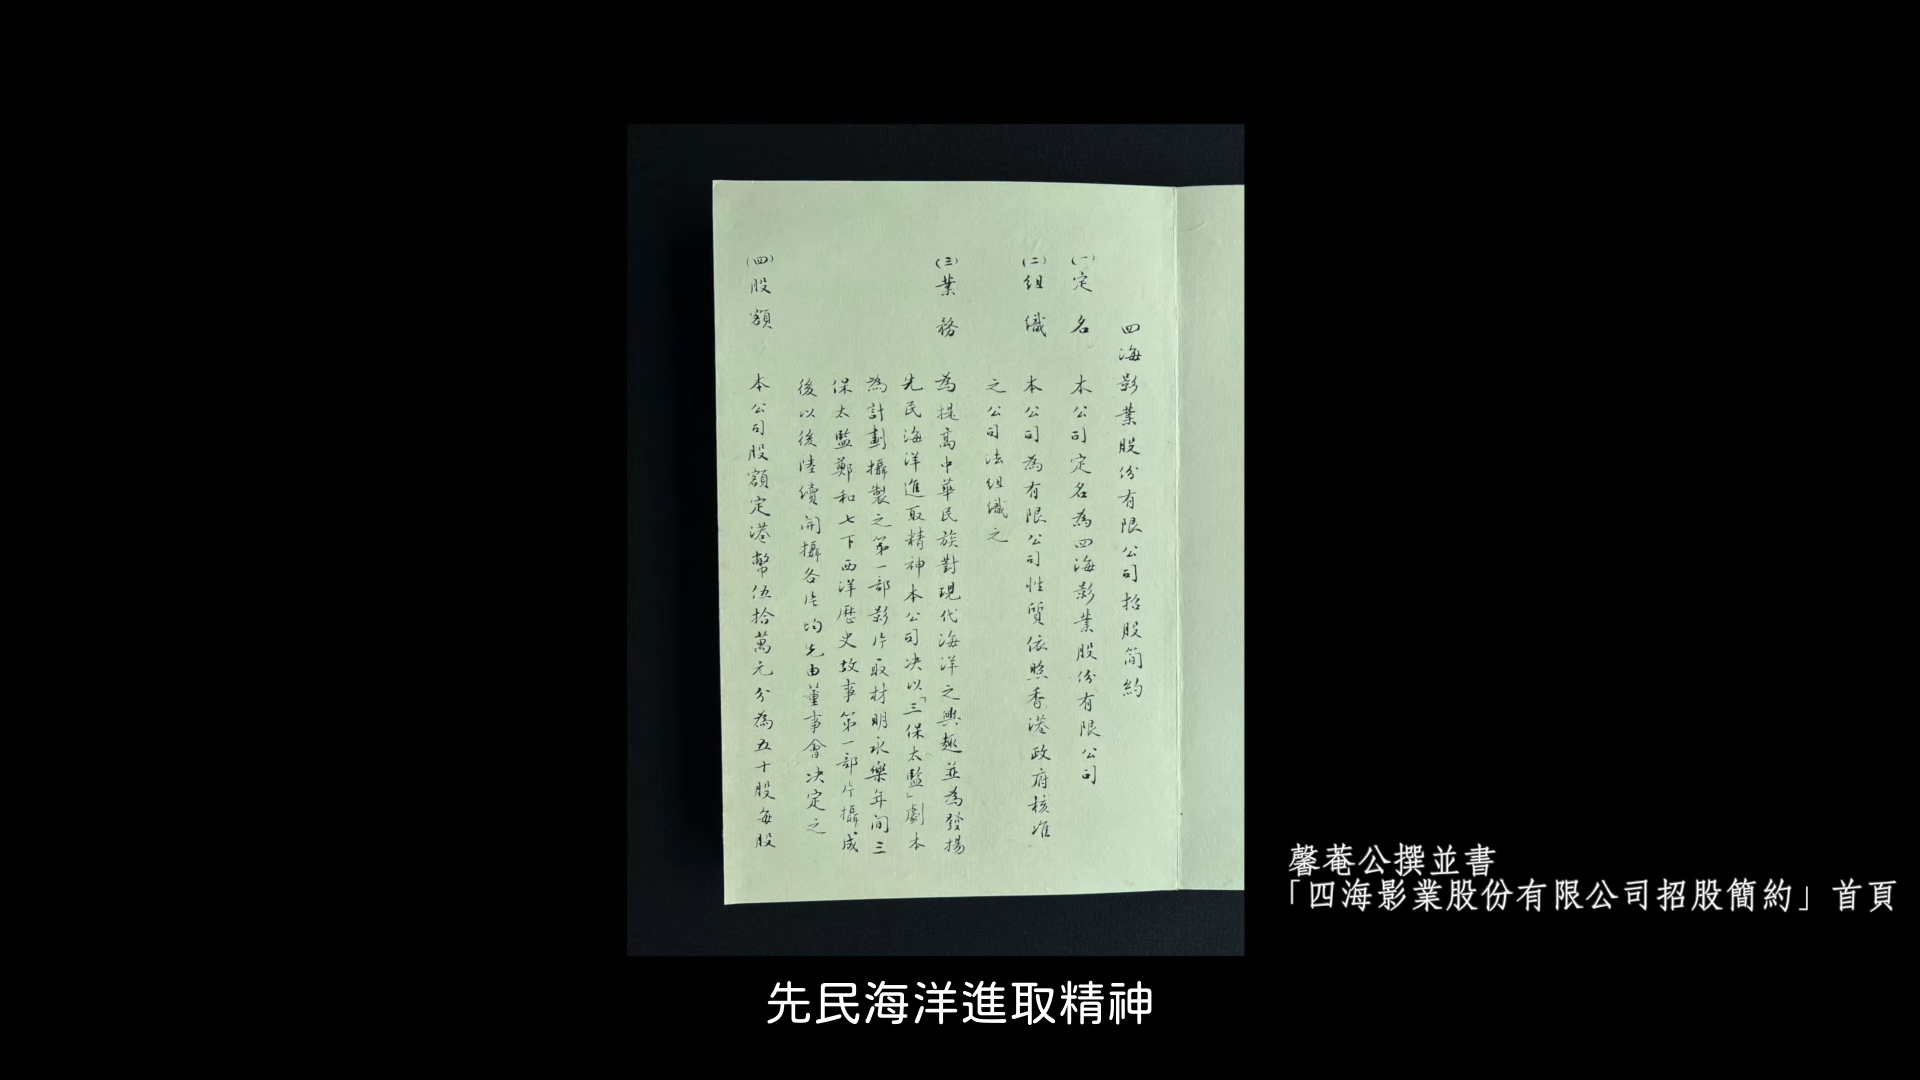 四海影業股份有限公司招股簡約
(一)定名 本公司定名為四海影業股份有限公司
(二)組織 本公司為有限公司性質依照香港政府核准
之公司法組織之
(三)業務 為提高中華民族對現代海洋之興趣並為發揚
先民海洋進取精神本公司決以「三保太監」劇本
為計劃攝製之第一部影片取材明永樂年間三
保太監鄭和七下西洋歷史故事第一部片攝成
後以後陸續開攝各片均先由董事會決定之
(四)股額 本公司股額定港幣伍拾萬元分為五十股每股
馨菴公撰並書
「四海影業股份有限公司招股簡約」首頁
先民海洋進取精神